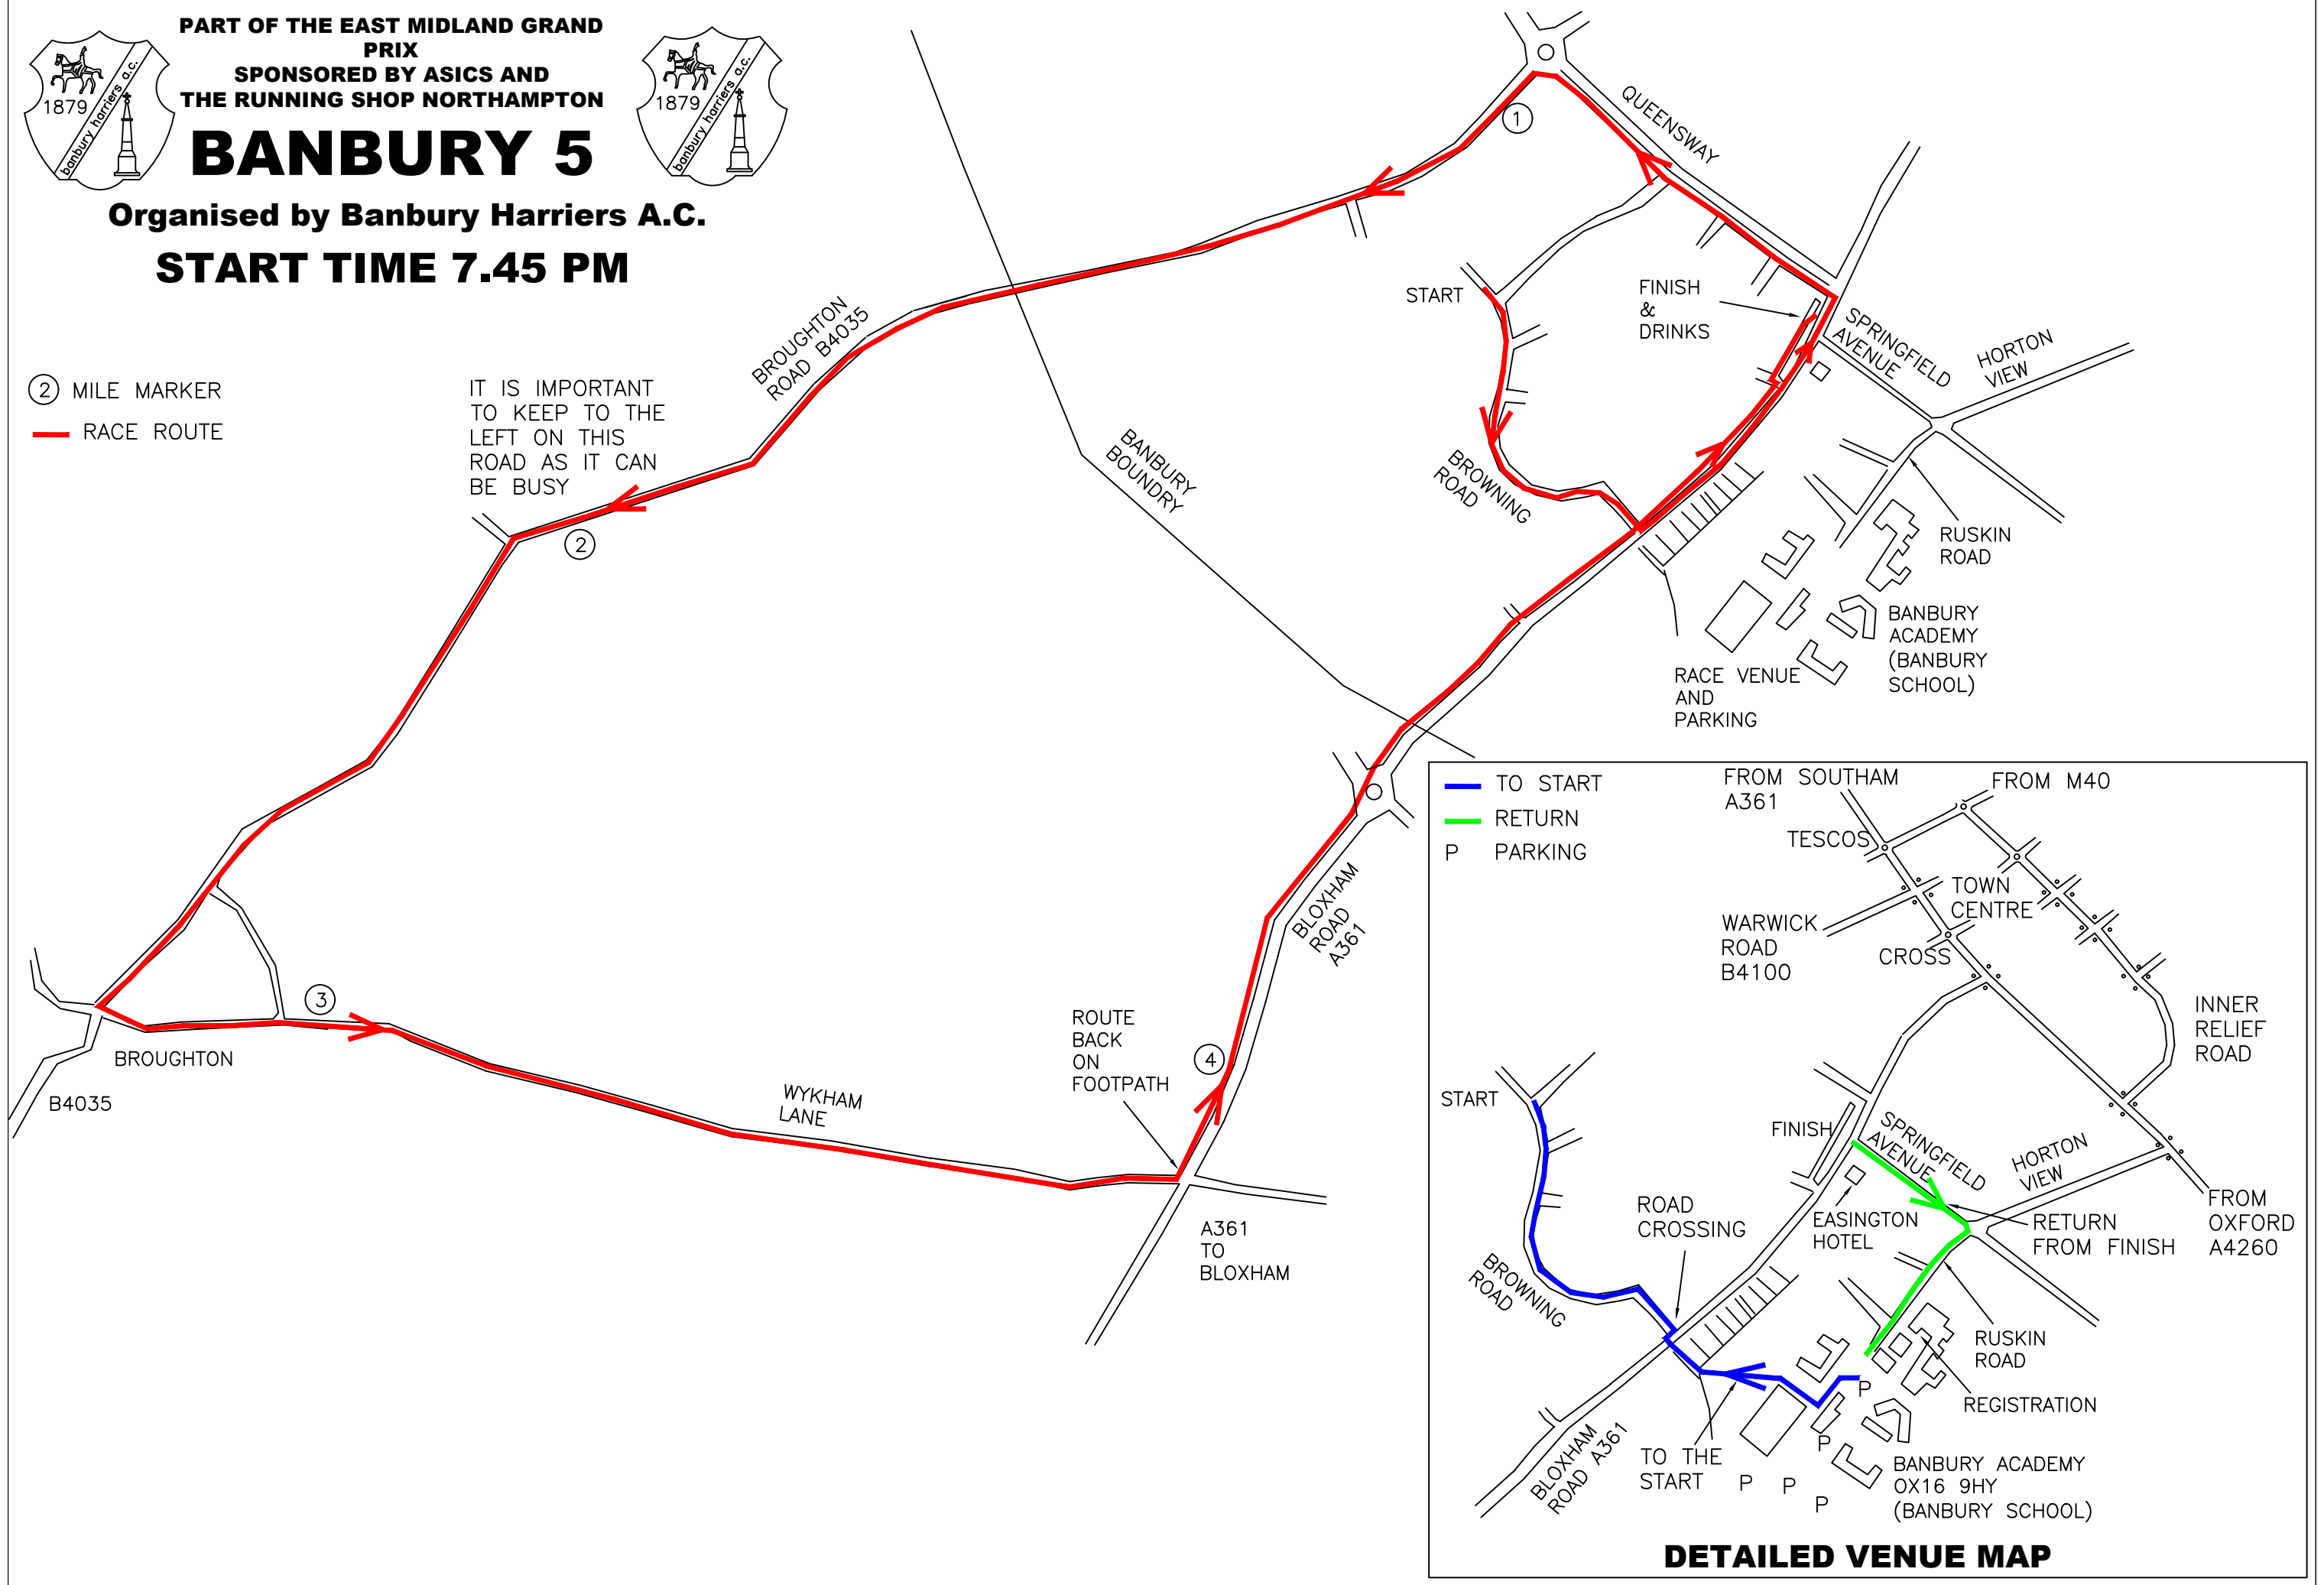 PART OF THE EAST MIDLAND GRAND
PRIX
SPONSORED BY ASICS AND
THE RUNNING SHOP NORTHAMPTON
BANBURY 5
Organised by Banbury Harriers A.C.
START TIME 7.45 PM
1879
banbury harriers a.c.
1879
banbury harriers a.c.
2 MILE MARKER
RACE ROUTE
IT IS IMPORTANT
TO KEEP TO THE
LEFT ON THIS
ROAD AS IT CAN
BE BUSY
BROUGHTON
ROAD B4035
1
QUEENSWAY
START
FINISH
&
DRINKS
SPRINGFIELD
AVENUE
HORTON
VIEW
BANBURY
BOUNDRY
BROWNING
ROAD
2
RUSKIN
ROAD
BANBURY
ACADEMY
(BANBURY
SCHOOL)
RACE VENUE
AND
PARKING
BLOXHAM
ROAD
A361
3
BROUGHTON
B4035
WYKHAM
LANE
ROUTE
BACK
ON
FOOTPATH
4
A361
TO
BLOXHAM
TO START
RETURN
P PARKING
FROM SOUTHAM
A361
FROM M40
TESCOS
TOWN
CENTRE
WARWICK
ROAD
B4100
CROSS
INNER
RELIEF
ROAD
START
FINISH
SPRINGFIELD
AVENUE
HORTON
VIEW
ROAD
CROSSING
EASINGTON
HOTEL
RETURN
FROM FINISH
FROM
OXFORD
A4260
BROWNING
ROAD
RUSKIN
ROAD
REGISTRATION
P
P
BLOXHAM
ROAD A361
TO THE
START
P
P
P
BANBURY ACADEMY
OX16 9HY
(BANBURY SCHOOL)
DETAILED VENUE MAP